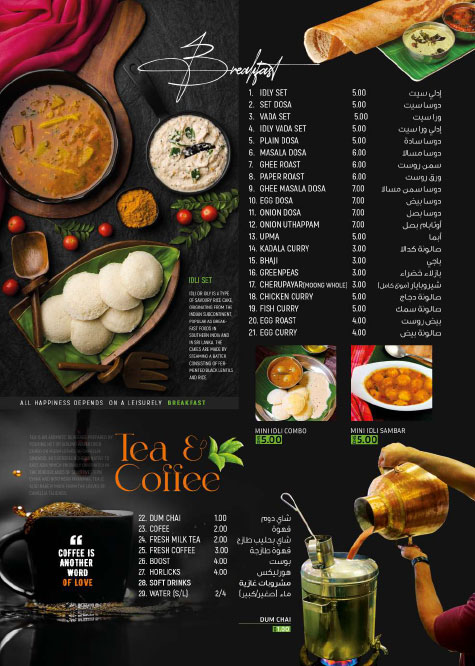 Breakfast
1. IDLY SET 5.00 إدلي سيت
2. SET DOSA 5.00 دوسا سيت
3. VADA SET 5.00 ورا سيت
4. IDLY VADA SET 5.00 إدلي ورا سيت
5. PLAIN DOSA 5.00 دوسا سادة
6. MASALA DOSA 6.00 دوسا مسالا
7. GHEE ROAST 6.00 سمن روست
8. PAPER ROAST 6.00 ورق روست
9. GHEE MASALA DOSA 7.00 دوسا سمن مسالا
10. EGG DOSA 7.00 دوسا بيض
11. ONION DOSA 7.00 دوسا بصل
12. ONION UTHAPPAM 7.00 أوتابام بصل
13. UPMA 5.00 أبما
14. KADALA CURRY 3.00 صالونة كدالا
15. BHAJI 3.00 باجي
16. GREENPEAS 3.00 بازلاء خضراء
17. CHERUPAYAR(MOONG WHOLE) 3.00 شيروبايار (مونج كامل)
18. CHICKEN CURRY 5.00 صالونة دجاج
19. FISH CURRY 5.00 صالونة سمك
20. EGG ROAST 4.00 بيض روست
21. EGG CURRY 4.00 صالونة بيض
IDLI SET
IDLI OR IDLY IS A TYPE
OF SAVOURY RICE CAKE,
ORIGINATING FROM THE
INDIAN SUBCONTINENT,
POPULAR AS BREAK-
FAST FOODS IN
SOUTHERN INDIA AND
IN SRI LANKA. THE
CAKES ARE MADE BY
STEAMING A BATTER
CONSISTING OF FER-
MENTED BLACK LENTILS
AND RICE.
ALL HAPPINESS DEPENDS ON A LEISURELY BREAKFAST
MINI IDLI COMBO
5.00
MINI IDLI SAMBAR
5.00
Tea &
Coffee
22. DUM CHAI 1.00 شاي دوم
23. COFEE 2.00 قهوة
24. FRESH MILK TEA 2.00 شاي بحليب طازج
25. FRESH COFFEE 3.00 قهوة طازجة
26. BOOST 4.00 بوست
27. HORLICKS 4.00 هورليكس
28. SOFT DRINKS مشروبات غازية
29. WATER (S/L) 2/4 ماء (صغير/كبير)
COFFEE IS
ANOTHER
WORD
OF LOVE
DUM CHAI
1.00